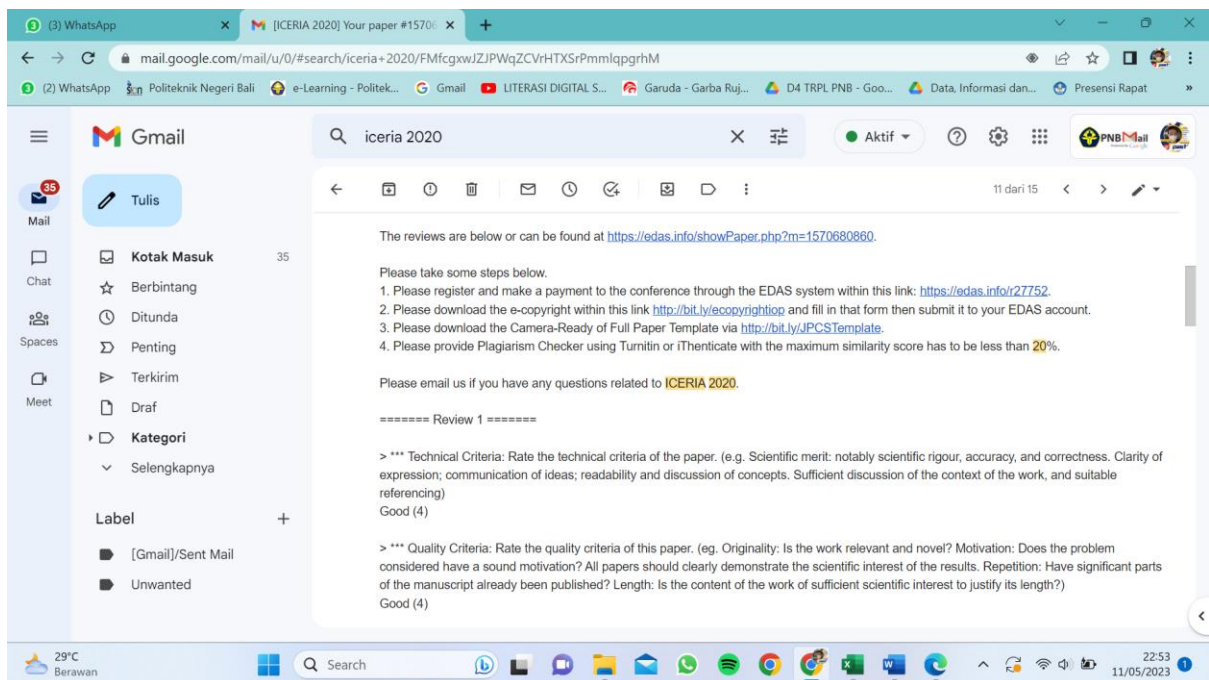 (3) WhatsApp
[ICERIA 2020] Your paper #15706
mail.google.com/mail/u/0/#search/iceria+2020/FMfcgxwJZJPWqZCVrHTXSrPmmlqpgrhM
(2) WhatsApp
Politeknik Negeri Bali
e-Learning - Politek...
Gmail
LITERASI DIGITAL S...
Garuda - Garba Ruj...
D4 TRPL PNB - Goo...
Data, Informasi dan...
Presensi Rapat
»
Gmail
iceria 2020
Aktif
PNBMail
35
Mail
Chat
Spaces
Meet
Tulis
Kotak Masuk 35
Berbintang
Ditunda
Penting
Terkirim
Draf
Kategori
Selengkapnya
Label +
[Gmail]/Sent Mail
Unwanted
11 dari 15
The reviews are below or can be found at https://edas.info/showPaper.php?m=1570680860.
Please take some steps below.
1. Please register and make a payment to the conference through the EDAS system within this link: https://edas.info/r27752.
2. Please download the e-copyright within this link http://bit.ly/ecopyrightiop and fill in that form then submit it to your EDAS account.
3. Please download the Camera-Ready of Full Paper Template via http://bit.ly/JPCSTemplate.
4. Please provide Plagiarism Checker using Turnitin or iThenticate with the maximum similarity score has to be less than 20%.
Please email us if you have any questions related to ICERIA 2020.
======= Review 1 =======
> *** Technical Criteria: Rate the technical criteria of the paper. (e.g. Scientific merit: notably scientific rigour, accuracy, and correctness. Clarity of
expression; communication of ideas; readability and discussion of concepts. Sufficient discussion of the context of the work, and suitable
referencing)
Good (4)
> *** Quality Criteria: Rate the quality criteria of this paper. (eg. Originality: Is the work relevant and novel? Motivation: Does the problem
considered have a sound motivation? All papers should clearly demonstrate the scientific interest of the results. Repetition: Have significant parts
of the manuscript already been published? Length: Is the content of the work of sufficient scientific interest to justify its length?)
Good (4)
29°C
Berawan
Search
22:53
11/05/2023
1